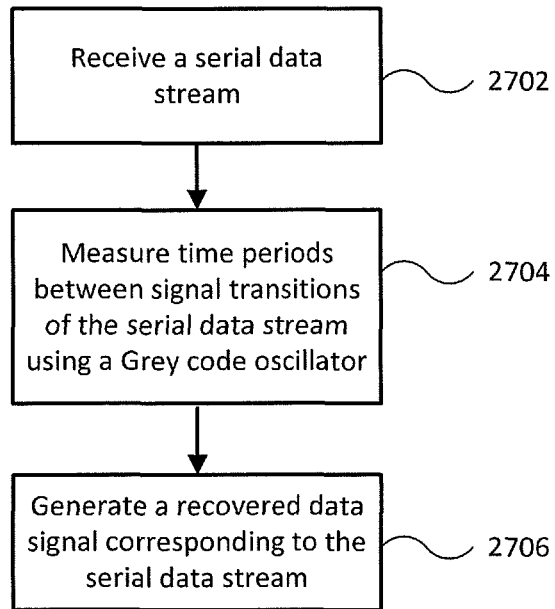 Receive a serial data
stream
2702
Measure time periods
between signal transitions
of the serial data stream
using a Grey code oscillator
2704
Generate a recovered data
signal corresponding to the
serial data stream
2706